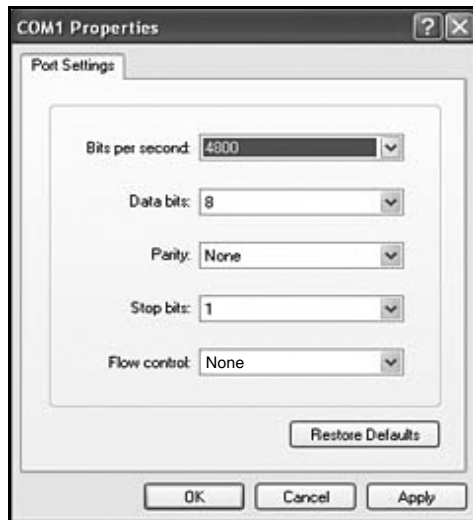 COM1 Properties
Port Settings
Bits per second: 4800
Data bits: 8
Parity: None
Stop bits: 1
Flow control: None
Restore Defaults
OK Cancel Apply